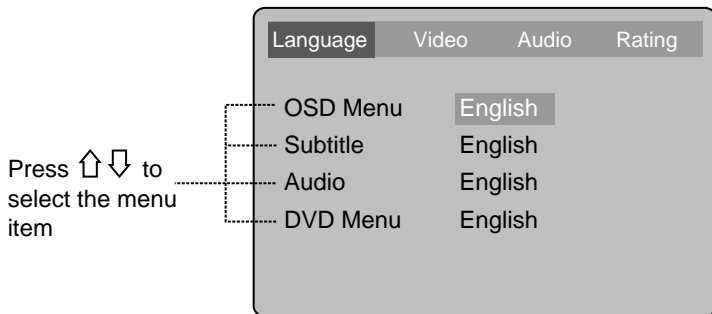 Language Video Audio Rating
OSD Menu English
Subtitle English
Audio English
DVD Menu English
Press ⇧ ⇩ to
select the menu
item